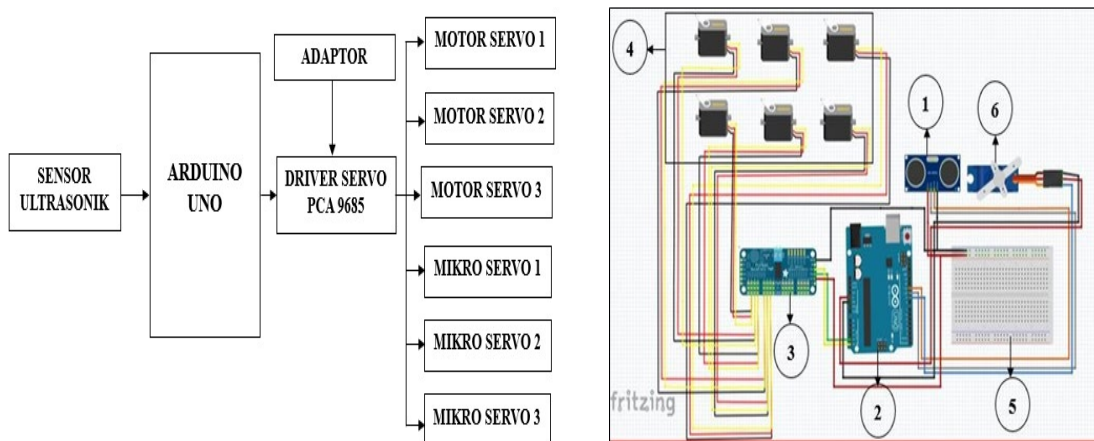 SENSOR
ULTRASONIK
ARDUINO
UNO
ADAPTOR
DRIVER SERVO
PCA 9685
MOTOR SERVO 1
MOTOR SERVO 2
MOTOR SERVO 3
MIKRO SERVO 1
MIKRO SERVO 2
MIKRO SERVO 3
4
1
6
3
2
5
fritzing